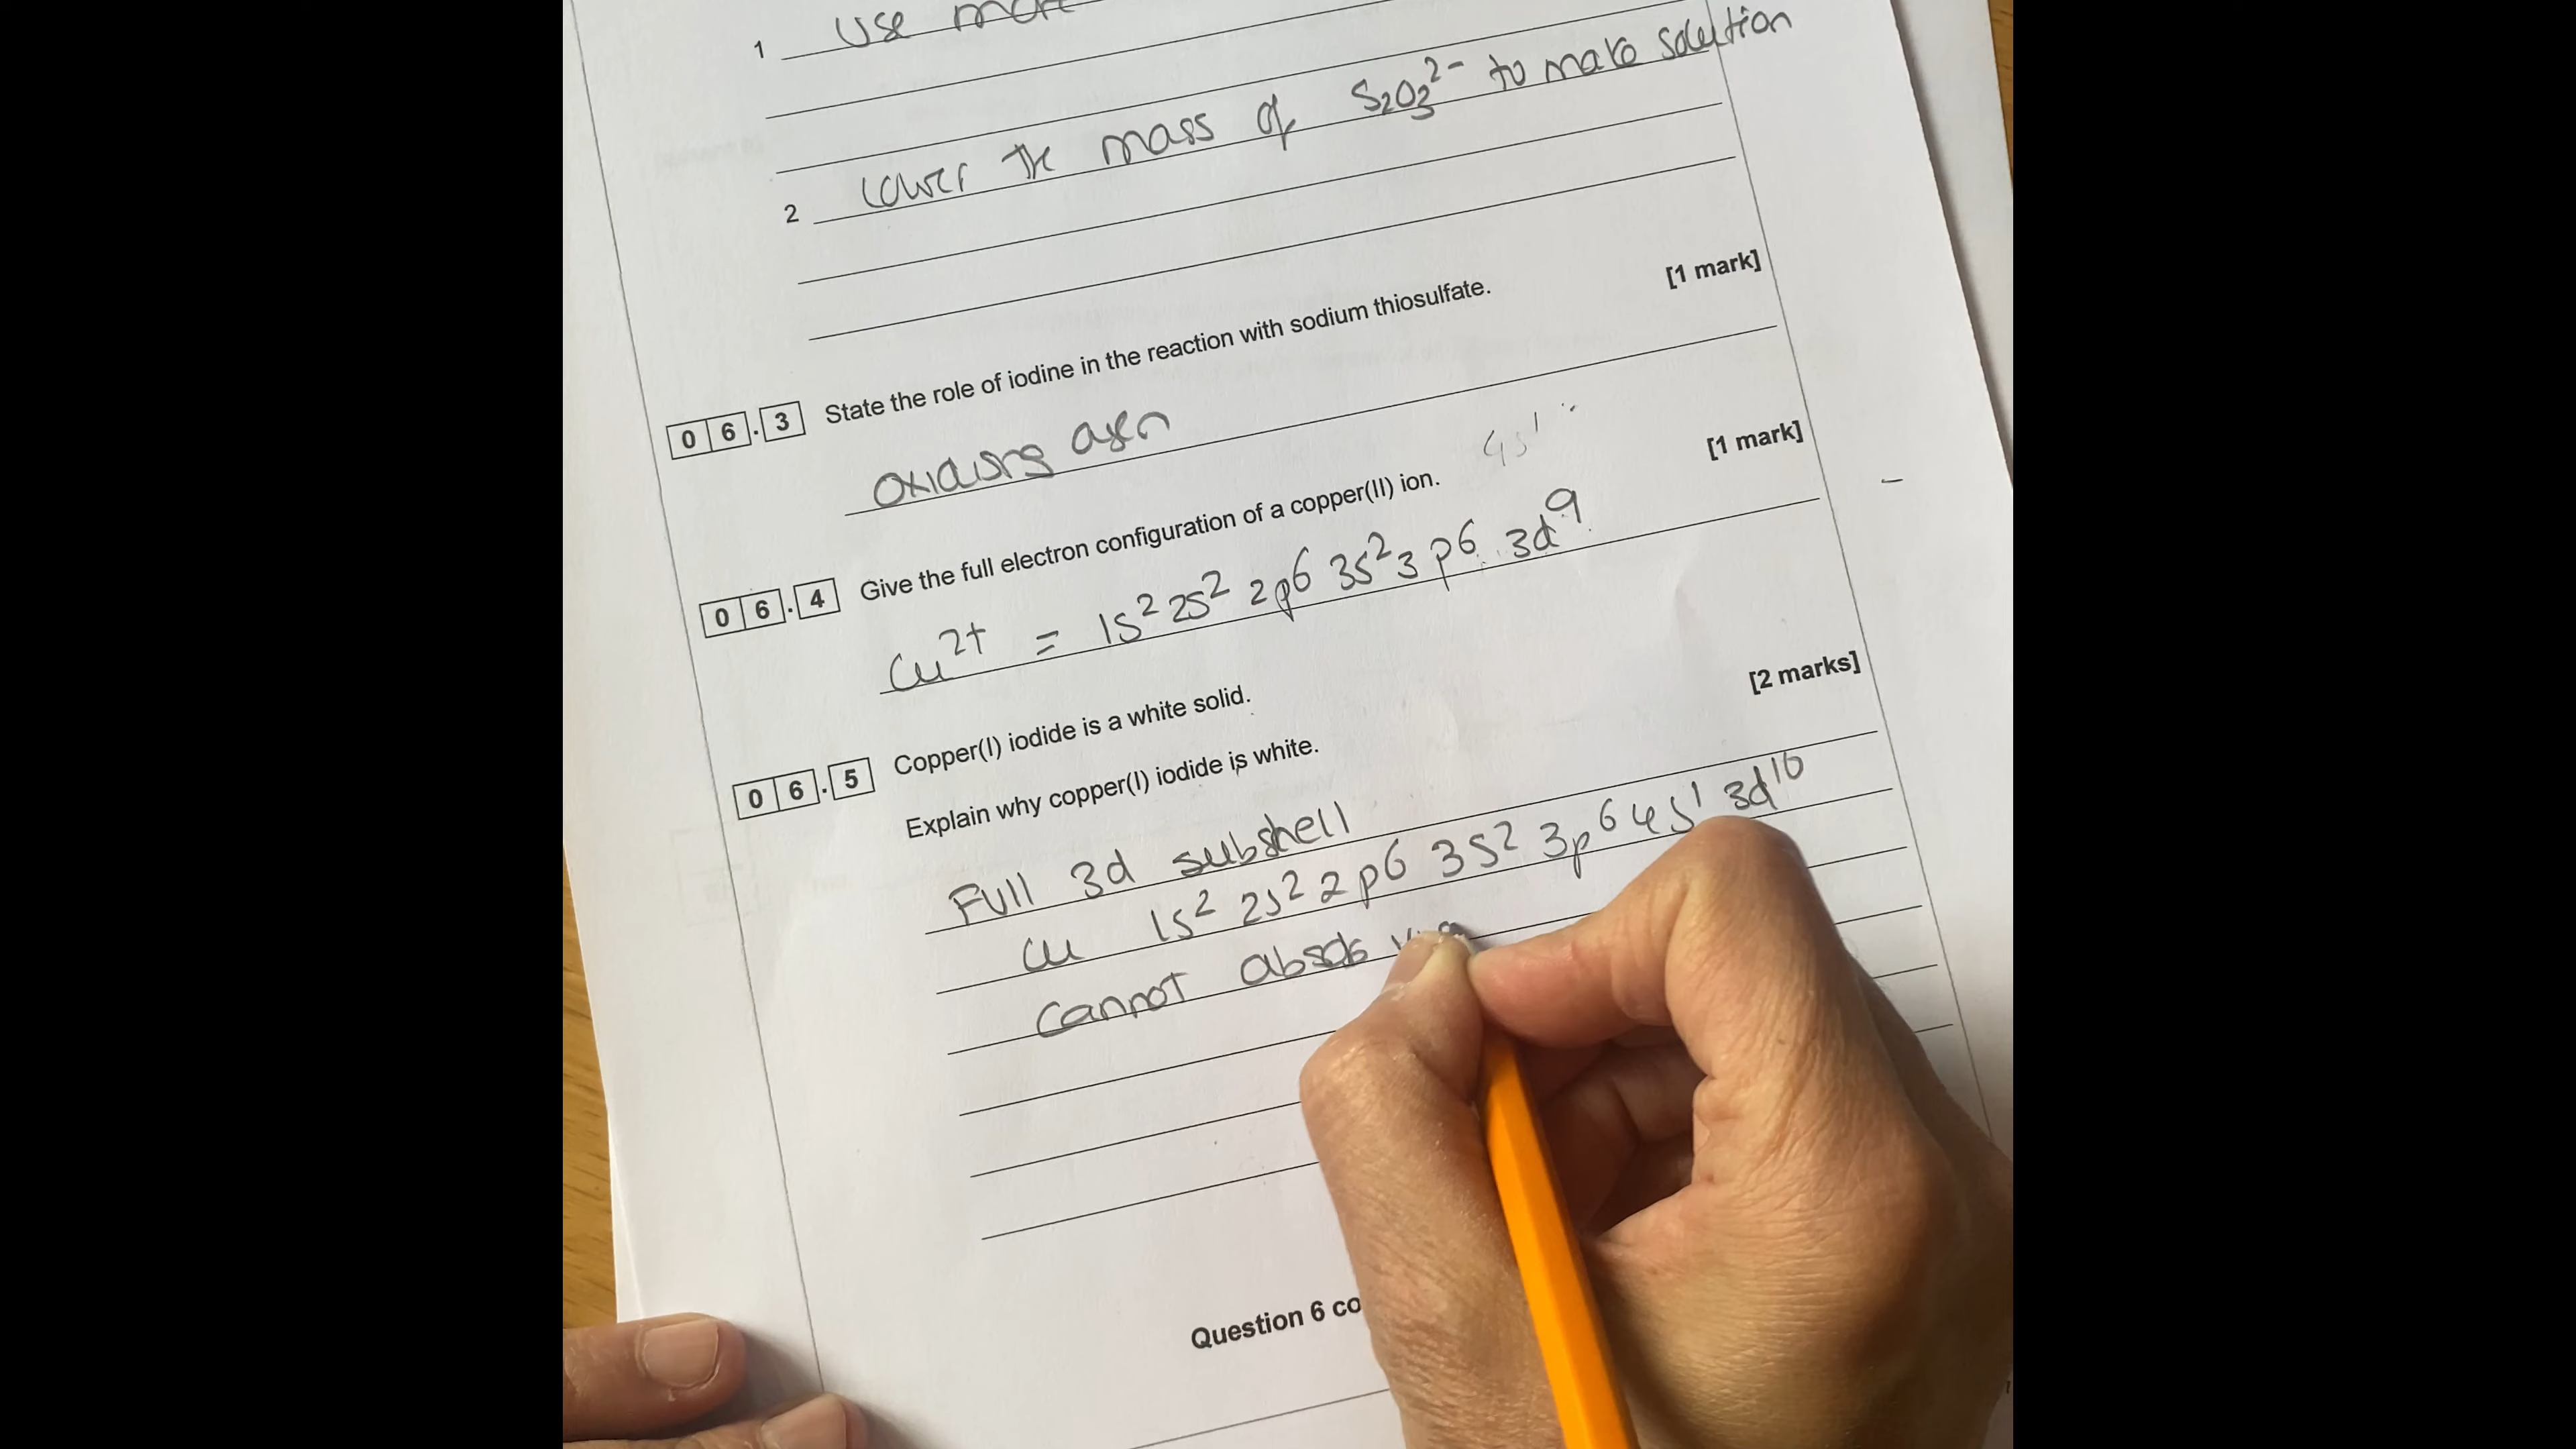 1 Use more
2 Lower the mass of S₂O₃²⁻ to make solution
[1 mark]
0 6 . 3 State the role of iodine in the reaction with sodium thiosulfate.
oxidisng agen
4s¹
[1 mark]
0 6 . 4 Give the full electron configuration of a copper(II) ion.
Cu²⁺ = 1s² 2s² 2p⁶ 3s² 3p⁶ 3d⁹
[2 marks]
0 6 . 5 Copper(I) iodide is a white solid.
Explain why copper(I) iodide is white.
Full 3d subshell
Cu 1s² 2s² 2p⁶ 3s² 3p⁶ 4s¹ 3d¹⁰
Cannot absorb
Question 6 co